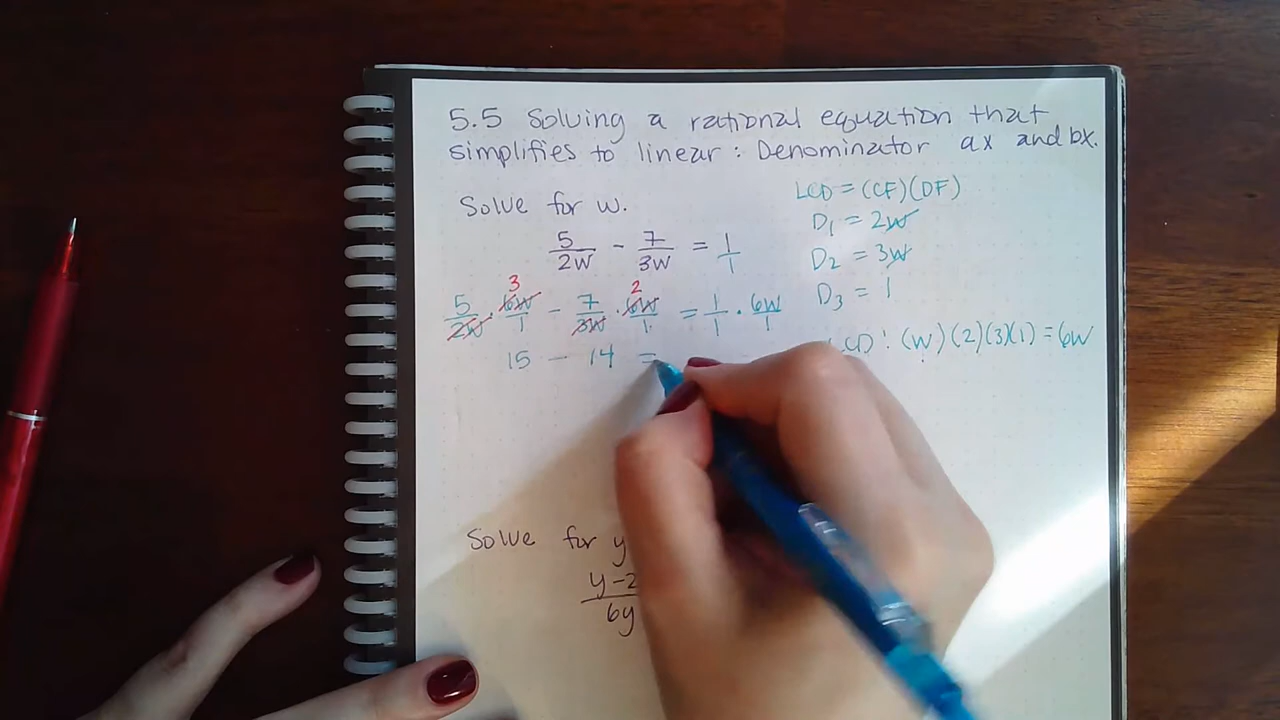 5.5 Solving a rational equation that
simplifies to linear: Denominator ax and bx.
Solve for w.
5/2w - 7/3w = 1/1
LCD = (CF)(DF)
D1 = 2w
D2 = 3w
D3 = 1
CD: (w)(2)(3)(1) = 6w
5/2w · 6w/1 3 - 7/3w · 6w/1 2 = 1/1 · 6w/1
15 - 14 =
Solve for y
y-2
6y